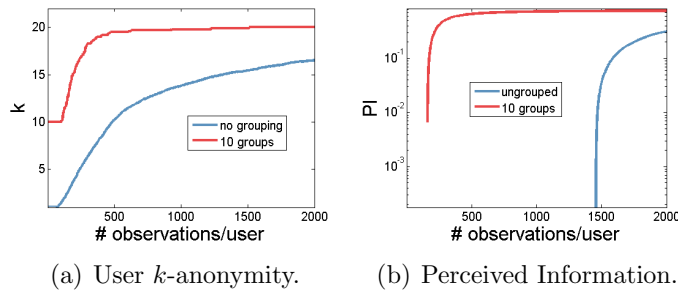 20
15
10
5
k
no grouping
10 groups
500 1000 1500 2000
# observations/user
(a) User k-anonymity.
10⁻¹
10⁻²
10⁻³
PI
ungrouped
10 groups
500 1000 1500 2000
# observations/user
(b) Perceived Information.